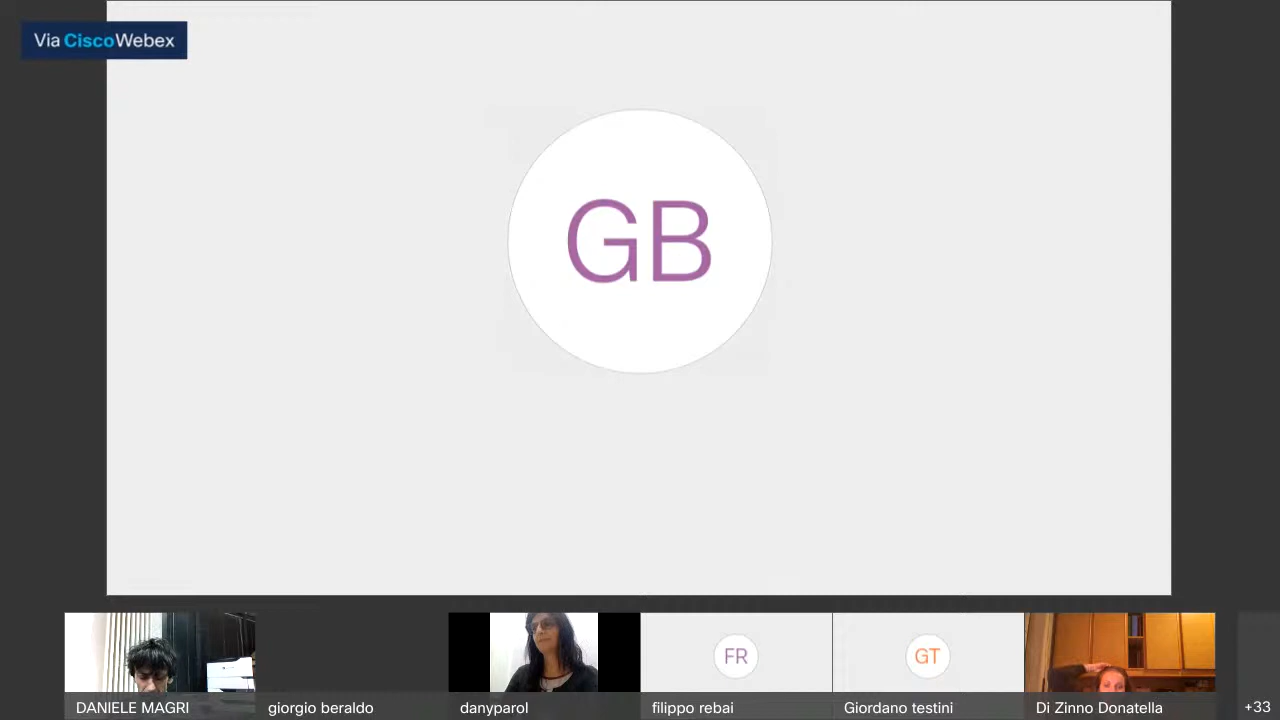 Via CiscoWebex
GB
FR
GT
DANIELE MAGRI
giorgio beraldo
danyparol
filippo rebai
Giordano testini
Di Zinno Donatella
+33